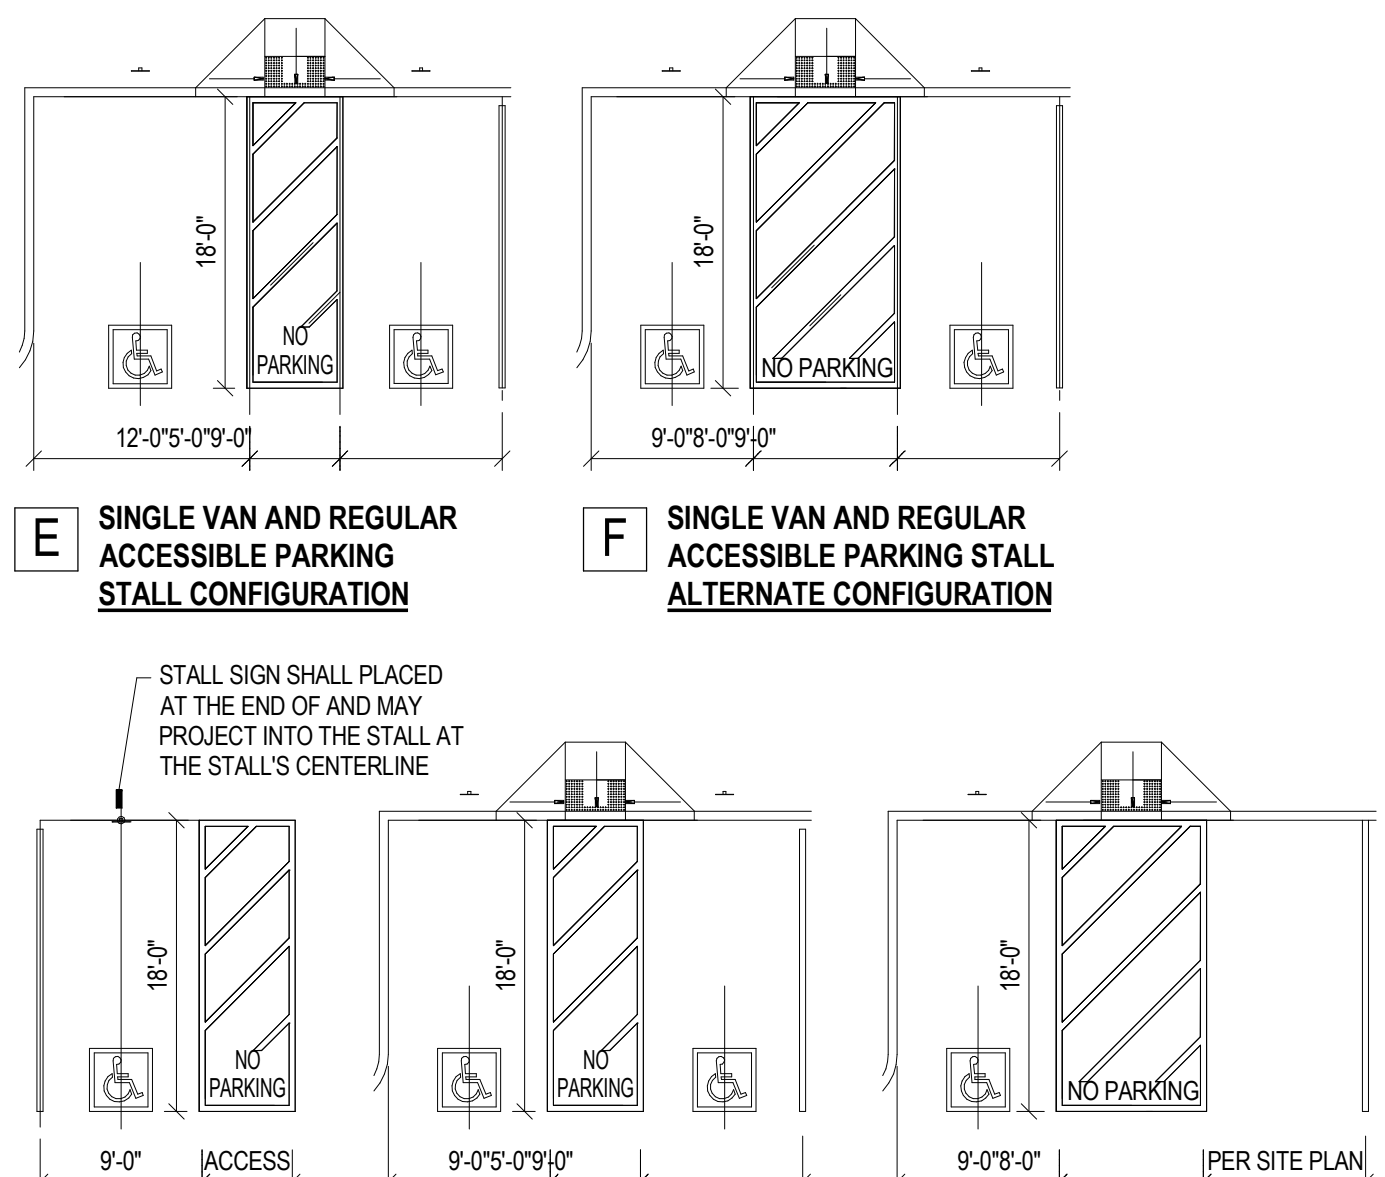 18'-0"
NO
PARKING
12'-0"5'-0"9'-0"
18'-0"
NO PARKING
9'-0"8'-0"9'-0"
E
SINGLE VAN AND REGULAR
ACCESSIBLE PARKING
STALL CONFIGURATION
F
SINGLE VAN AND REGULAR
ACCESSIBLE PARKING STALL
ALTERNATE CONFIGURATION
STALL SIGN SHALL PLACED
AT THE END OF AND MAY
PROJECT INTO THE STALL AT
THE STALL'S CENTERLINE
18'-0"
NO
PARKING
9'-0"
ACCESS
18'-0"
NO
PARKING
9'-0"5'-0"9'-0"
18'-0"
NO PARKING
9'-0"8'-0"
PER SITE PLAN